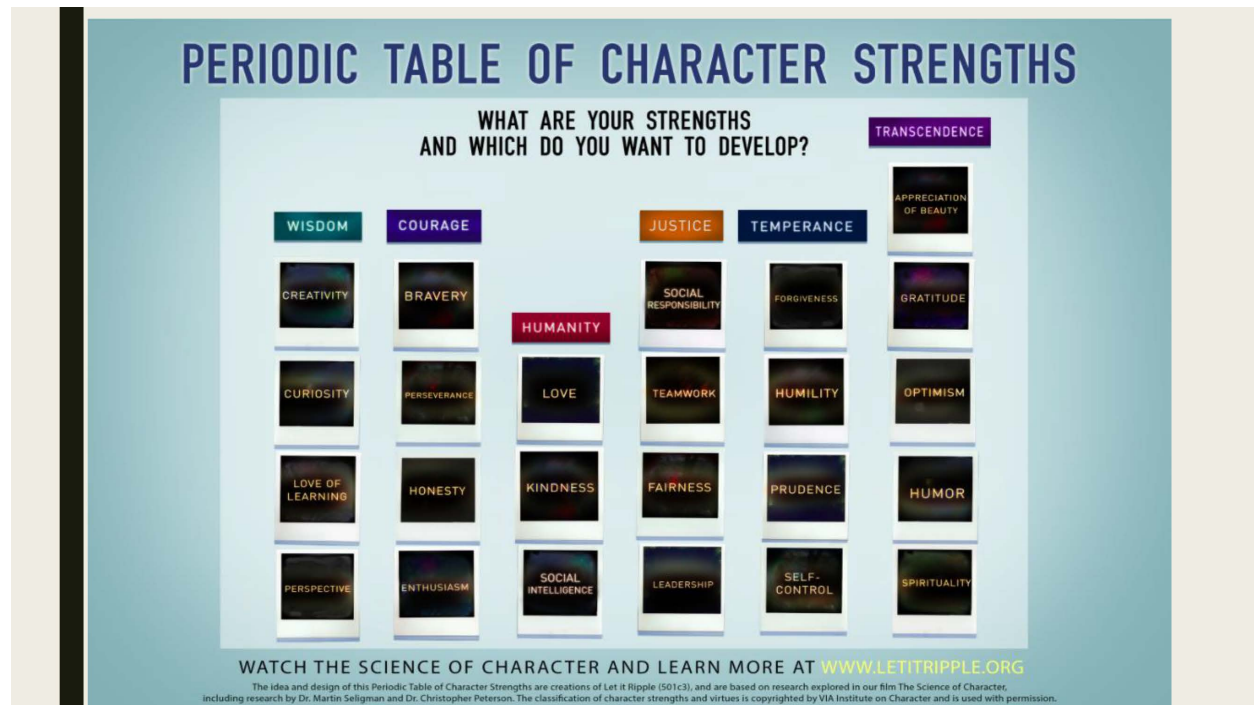 PERIODIC TABLE OF CHARACTER STRENGTHS
WHAT ARE YOUR STRENGTHS
AND WHICH DO YOU WANT TO DEVELOP?
WISDOM
CREATIVITY
CURIOSITY
LOVE OF
LEARNING
PERSPECTIVE
COURAGE
BRAVERY
PERSEVERANCE
HONESTY
ENTHUSIASM
HUMANITY
LOVE
KINDNESS
SOCIAL
INTELLIGENCE
JUSTICE
SOCIAL
RESPONSIBILITY
TEAMWORK
FAIRNESS
LEADERSHIP
TEMPERANCE
FORGIVENESS
HUMILITY
PRUDENCE
SELF-
CONTROL
TRANSCENDENCE
APPRECIATION
OF BEAUTY
GRATITUDE
OPTIMISM
HUMOR
SPIRITUALITY
WATCH THE SCIENCE OF CHARACTER AND LEARN MORE AT WWW.LETITRIPPLE.ORG
The idea and design of this Periodic Table of Character Strengths are creations of Let it Ripple (501c3), and are based on research explored in our film The Science of Character,
including research by Dr. Martin Seligman and Dr. Christopher Peterson. The classification of character strengths and virtues is copyrighted by VIA Institute on Character and is used with permission.